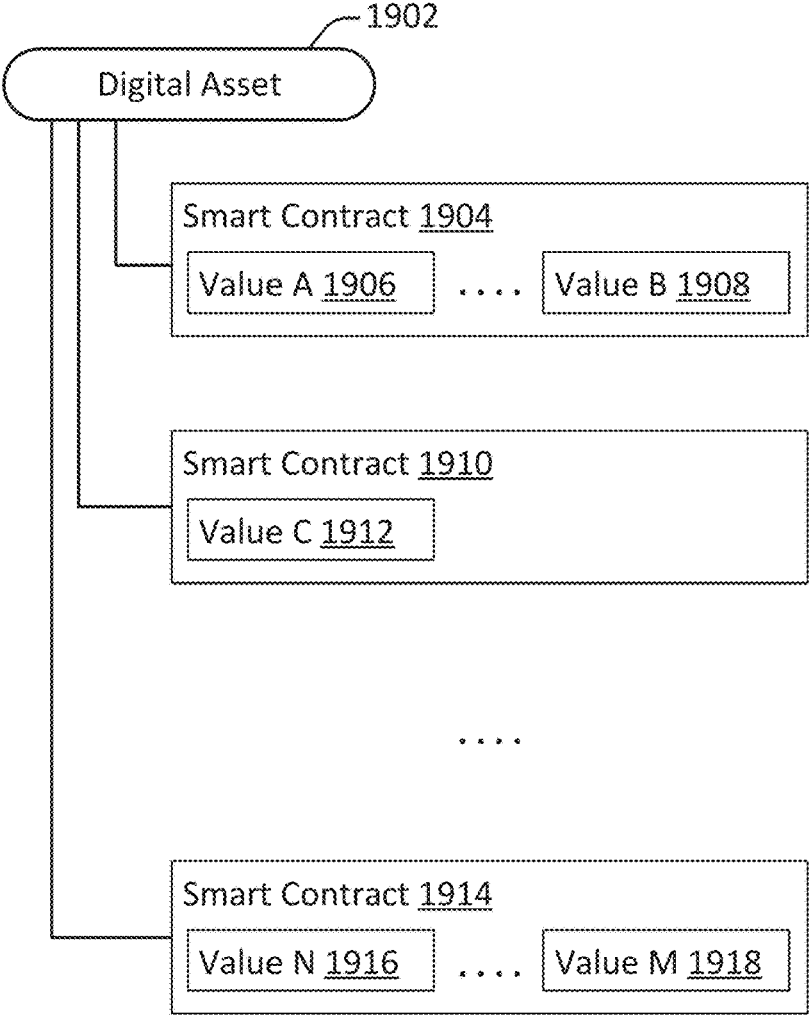 1902
Digital Asset
Smart Contract 1904
Value A 1906 .... Value B 1908
Smart Contract 1910
Value C 1912
....
Smart Contract 1914
Value N 1916 .... Value M 1918